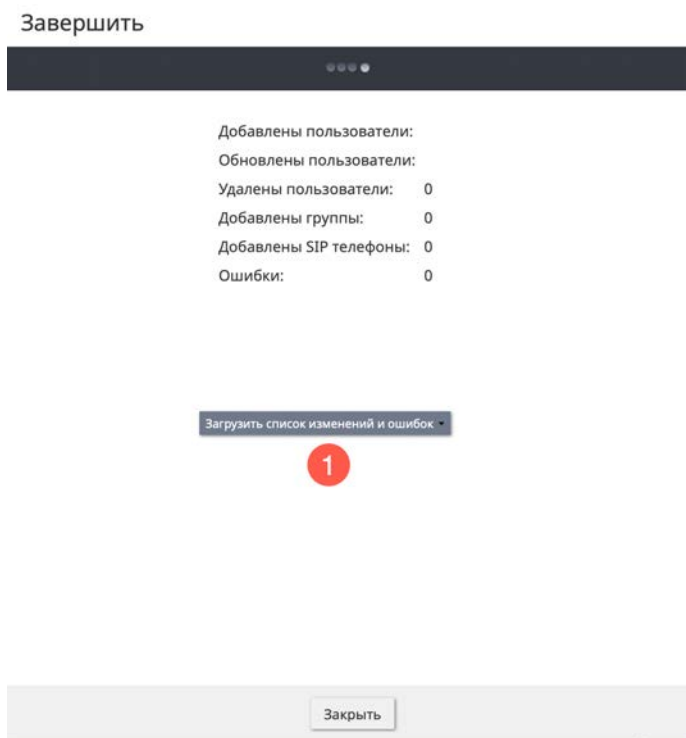 Завершить
Добавлены пользователи:
Обновлены пользователи:
Удалены пользователи: 0
Добавлены группы: 0
Добавлены SIP телефоны: 0
Ошибки: 0
Загрузить список изменений и ошибок
1
Закрыть